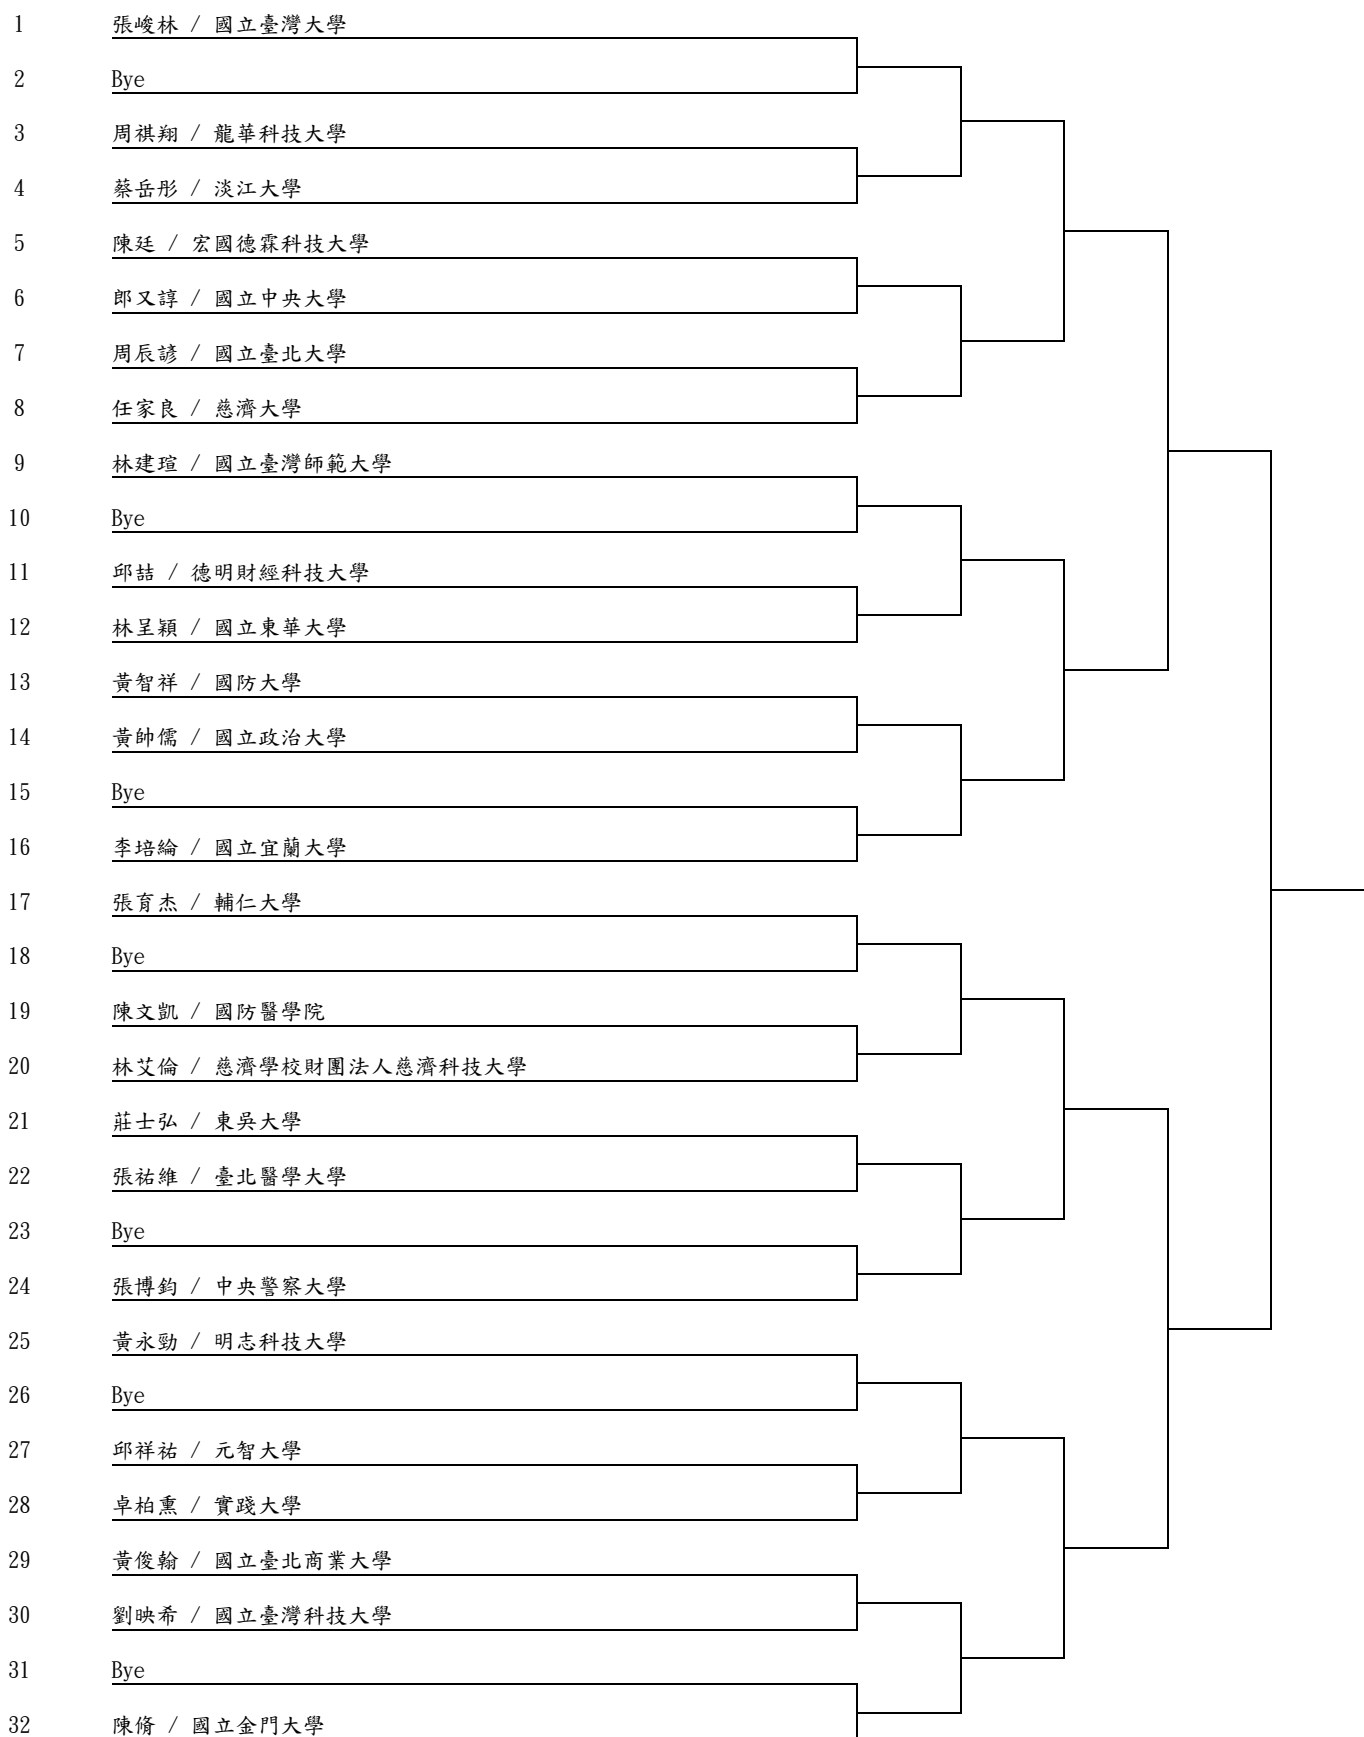 1 張峻林 / 國立臺灣大學
2 Bye
3 周祺翔 / 龍華科技大學
4 蔡岳彤 / 淡江大學
5 陳廷 / 宏國德霖科技大學
6 郎又諄 / 國立中央大學
7 周辰諺 / 國立臺北大學
8 任家良 / 慈濟大學
9 林建瑄 / 國立臺灣師範大學
10 Bye
11 邱喆 / 德明財經科技大學
12 林呈穎 / 國立東華大學
13 黃智祥 / 國防大學
14 黃帥儒 / 國立政治大學
15 Bye
16 李培綸 / 國立宜蘭大學
17 張育杰 / 輔仁大學
18 Bye
19 陳文凱 / 國防醫學院
20 林艾倫 / 慈濟學校財團法人慈濟科技大學
21 莊士弘 / 東吳大學
22 張祐維 / 臺北醫學大學
23 Bye
24 張博鈞 / 中央警察大學
25 黃永勁 / 明志科技大學
26 Bye
27 邱祥祐 / 元智大學
28 卓柏熏 / 實踐大學
29 黃俊翰 / 國立臺北商業大學
30 劉映希 / 國立臺灣科技大學
31 Bye
32 陳脩 / 國立金門大學